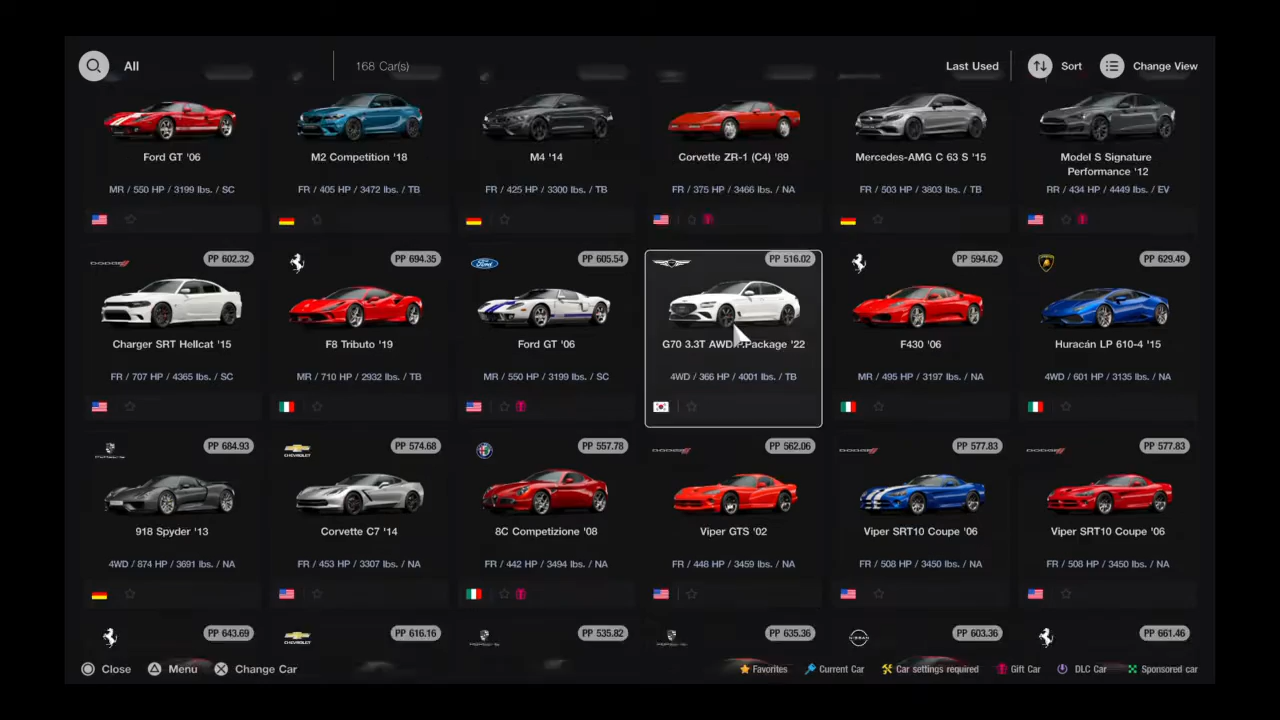 All
168 Car(s)
Last Used
Sort
Change View
Ford GT '06
M2 Competition '18
M4 '14
Corvette ZR-1 (C4) '89
Mercedes-AMG C 63 S '15
Model S Signature
Performance '12
MR / 550 HP / 3199 lbs. / SC
FR / 405 HP / 3472 lbs. / TB
FR / 425 HP / 3300 lbs. / TB
FR / 375 HP / 3466 lbs. / NA
FR / 503 HP / 3803 lbs. / TB
RR / 434 HP / 4449 lbs. / EV
DODGE
PP 602.32
PP 694.35
Ford
PP 605.54
PP 516.02
PP 594.62
PP 629.49
Charger SRT Hellcat '15
F8 Tributo '19
Ford GT '06
G70 3.3T AWD Package '22
F430 '06
Huracán LP 610-4 '15
FR / 707 HP / 4365 lbs. / SC
MR / 710 HP / 2932 lbs. / TB
MR / 550 HP / 3199 lbs. / SC
4WD / 366 HP / 4001 lbs. / TB
MR / 495 HP / 3197 lbs. / NA
4WD / 601 HP / 3135 lbs. / NA
PORSCHE
PP 684.93
CHEVROLET
PP 574.68
PP 557.78
DODGE
PP 562.06
DODGE
PP 577.83
DODGE
PP 577.83
918 Spyder '13
Corvette C7 '14
8C Competizione '08
Viper GTS '02
Viper SRT10 Coupe '06
Viper SRT10 Coupe '06
4WD / 874 HP / 3691 lbs. / NA
FR / 453 HP / 3307 lbs. / NA
FR / 442 HP / 3494 lbs. / NA
FR / 448 HP / 3459 lbs. / NA
FR / 508 HP / 3450 lbs. / NA
FR / 508 HP / 3450 lbs. / NA
PP 643.69
CHEVROLET
PP 616.16
PORSCHE
PP 535.82
PORSCHE
PP 635.36
NISSAN
PP 603.36
PP 661.46
Close
Menu
Change Car
Favorites
Current Car
Car settings required
Gift Car
DLC Car
Sponsored car